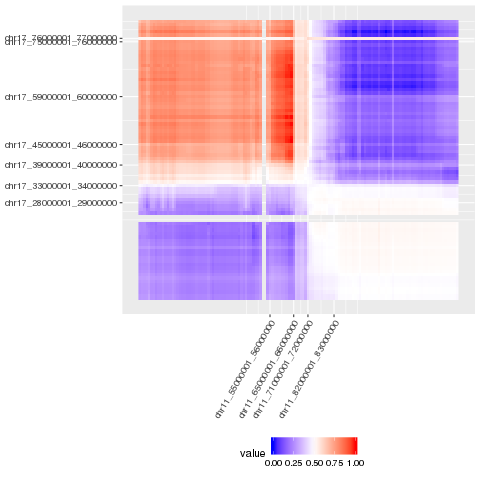 chr17_76000001_77000000
chr17_75000001_76000000
chr17_59000001_60000000
chr17_45000001_46000000
chr17_39000001_40000000
chr17_33000001_34000000
chr17_28000001_29000000
chr11_55000001_56000000
chr11_65000001_66000000
chr11_71000001_72000000
chr11_82000001_83000000
value
0.00 0.25 0.50 0.75 1.00